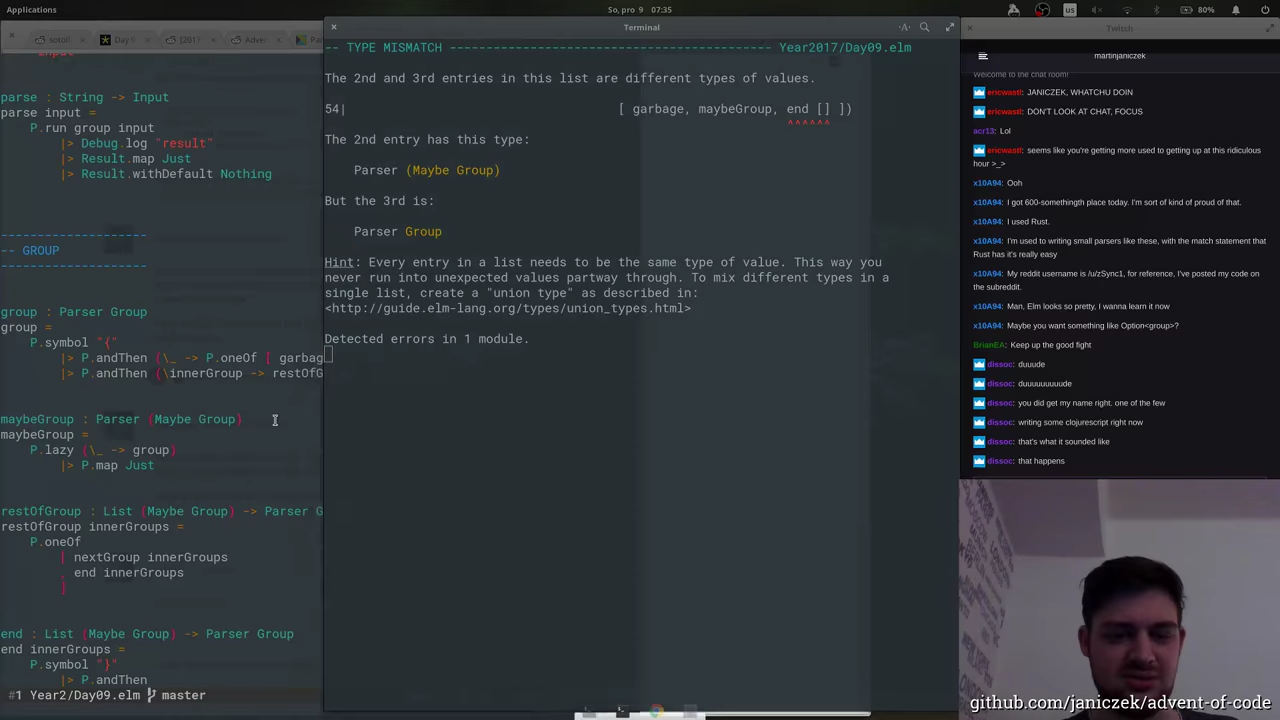 Applications
So, pro 9 07:35
us
80%
sotol
Day 9
[201
Adve
Pa
Terminal
Twitch
martinjaniczek
input
parse : String -> Input
parse input =
P.run group input
|> Debug.log "result"
|> Result.map Just
|> Result.withDefault Nothing
--------------------
-- GROUP
--------------------
group : Parser Group
group =
P.symbol "{"
|> P.andThen (\_ -> P.oneOf [ garbag
|> P.andThen (\innerGroup -> restOfG
maybeGroup : Parser (Maybe Group)
maybeGroup =
P.lazy (\_ -> group)
|> P.map Just
restOfGroup : List (Maybe Group) -> Parser G
restOfGroup innerGroups =
P.oneOf
[ nextGroup innerGroups
, end innerGroups
]
end : List (Maybe Group) -> Parser Group
end innerGroups =
P.symbol "}"
|> P.andThen
#1 Year2/Day09.elm master
-- TYPE MISMATCH -------------------------------------------- Year2017/Day09.elm
The 2nd and 3rd entries in this list are different types of values.
54| [ garbage, maybeGroup, end [] ])
^^^^^^
The 2nd entry has this type:
Parser (Maybe Group)
But the 3rd is:
Parser Group
Hint: Every entry in a list needs to be the same type of value. This way you
never run into unexpected values partway through. To mix different types in a
single list, create a "union type" as described in:
<http://guide.elm-lang.org/types/union_types.html>
Detected errors in 1 module.
Welcome to the chat room!
ericwastl: JANICZEK, WHATCHU DOIN
ericwastl: DON'T LOOK AT CHAT, FOCUS
acr13: Lol
ericwastl: seems like you're getting more used to getting up at this ridiculous
hour >_>
x10A94: Ooh
x10A94: I got 600-somethingth place today. I'm sort of kind of proud of that.
x10A94: I used Rust.
x10A94: I'm used to writing small parsers like these, with the match statement that
Rust has it's really easy
x10A94: My reddit username is /u/zSync1, for reference, I've posted my code on
the subreddit.
x10A94: Man, Elm looks so pretty, I wanna learn it now
x10A94: Maybe you want something like Option<group>?
BrianEA: Keep up the good fight
dissoc: duuude
dissoc: duuuuuuuuude
dissoc: you did get my name right. one of the few
dissoc: writing some clojurescript right now
dissoc: that's what it sounded like
dissoc: that happens
github.com/janiczek/advent-of-code